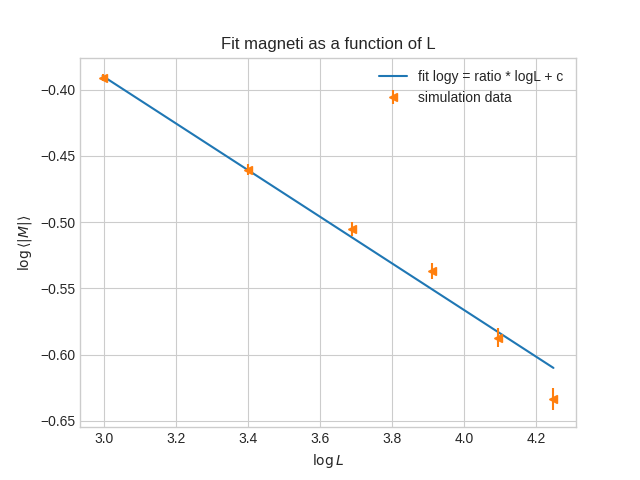 Fit magneti as a function of L
fit logy = ratio * logL + c
simulation data
−0.40
−0.45
−0.50
−0.55
−0.60
−0.65
log⟨|M|⟩
3.0 3.2 3.4 3.6 3.8 4.0 4.2
log L